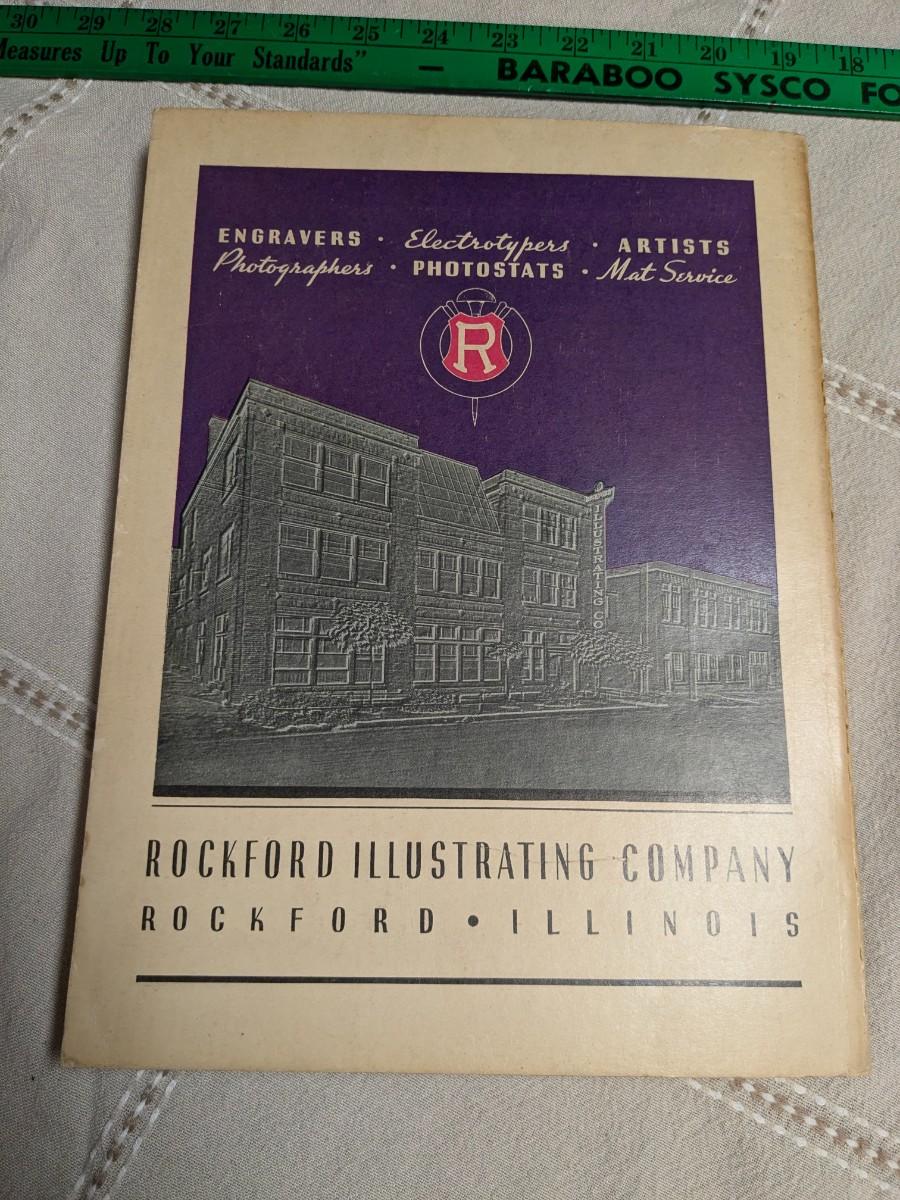 30 29 28 27 26 25 24 23 22 21 20 19 18
Measures Up To Your Standards" — BARABOO SYSCO FO
ENGRAVERS · Electrotypers · ARTISTS
Photographers · PHOTOSTATS · Mat Service
R
ILLUSTRATING CO
ROCKFORD ILLUSTRATING COMPANY
ROCKFORD • ILLINOIS